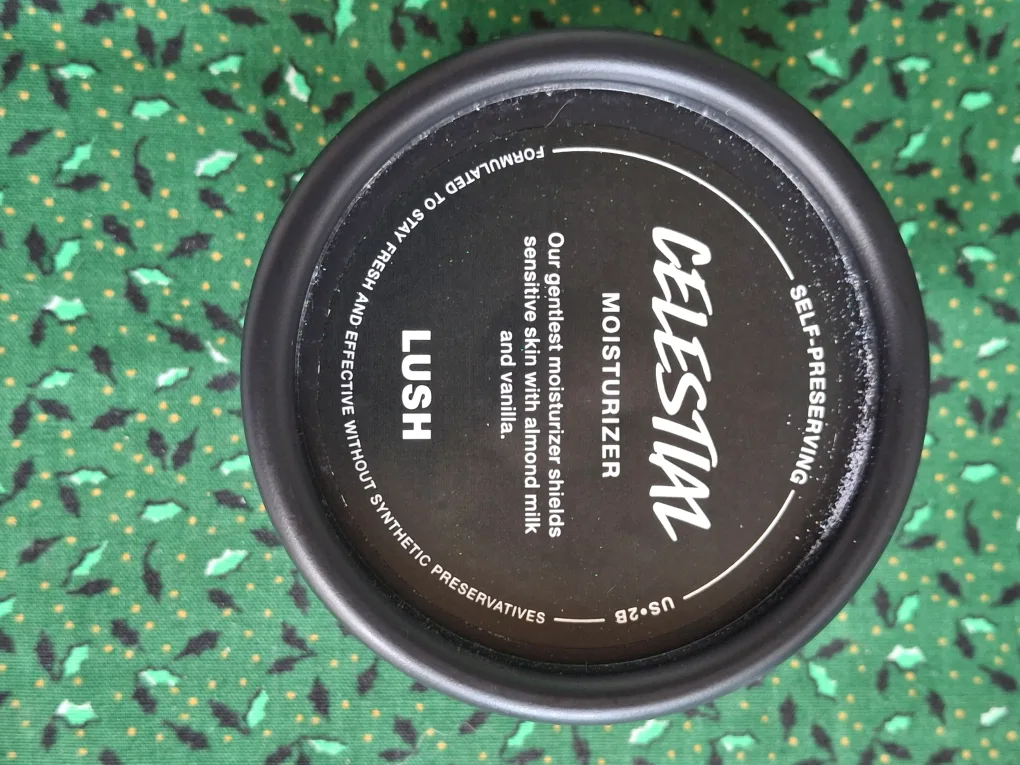 SELF-PRESERVING
CELESTIAL
MOISTURIZER
Our gentlest moisturizer shields
sensitive skin with almond milk
and vanilla.
LUSH
FORMULATED TO STAY FRESH AND EFFECTIVE WITHOUT SYNTHETIC PRESERVATIVES
US•2B